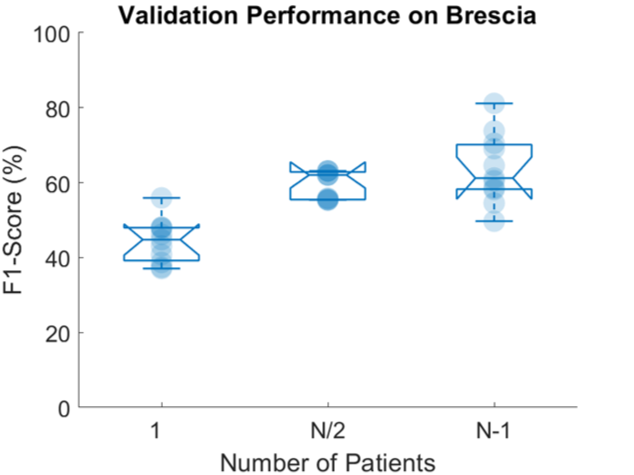 Validation Performance on Brescia
100
80
60
40
20
0
F1-Score (%)
1 N/2 N-1
Number of Patients